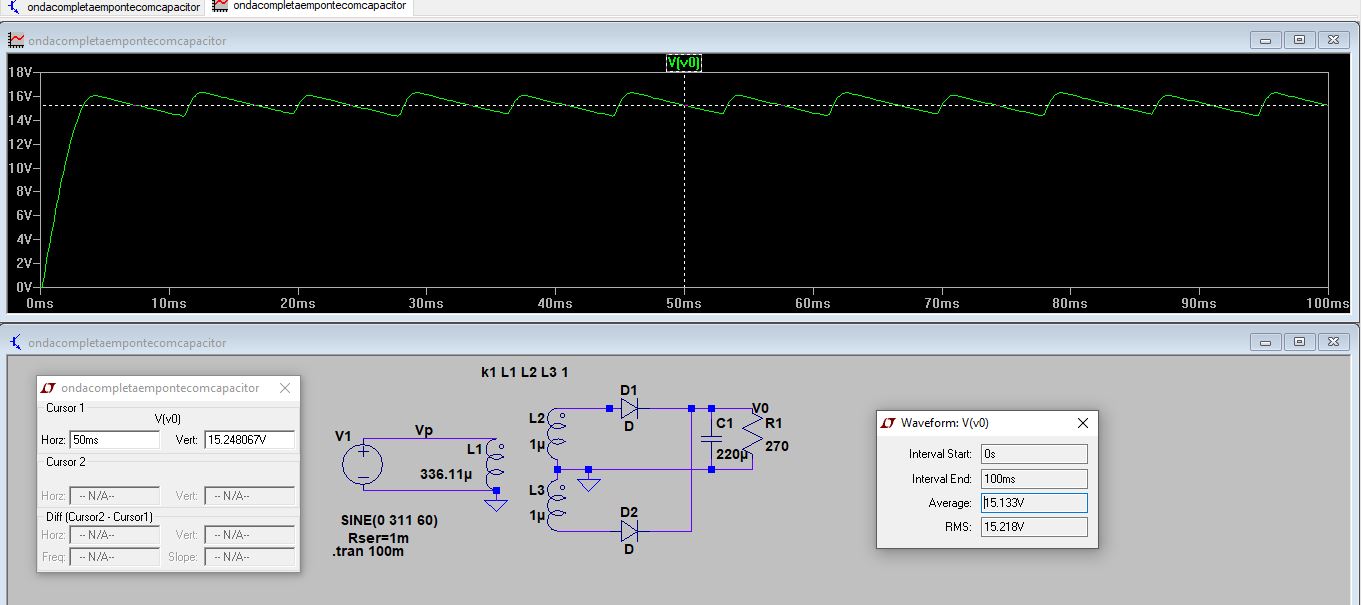 ondacompletaempontecomcapacitor ondacompletaempontecomcapacitor
ondacompletaempontecomcapacitor
V(v0)
18V
16V
14V
12V
10V
8V
6V
4V
2V
0V
0ms 10ms 20ms 30ms 40ms 50ms 60ms 70ms 80ms 90ms 100ms
ondacompletaempontecomcapacitor
ondacompletaempontecomcapacitor
Cursor 1
V(v0)
Horz: 50ms Vert: 15.248067V
Cursor 2
Horz: -- N/A-- Vert: -- N/A--
Diff (Cursor2 - Cursor1)
Horz: -- N/A-- Vert: -- N/A--
Freq: -- N/A-- Slope: -- N/A--
k1 L1 L2 L3 1
V1
Vp
L1
336.11µ
SINE(0 311 60)
Rser=1m
.tran 100m
L2
1µ
L3
1µ
D1
D
D2
D
C1
220µ
V0
R1
270
Waveform: V(v0)
Interval Start: 0s
Interval End: 100ms
Average: 15.133V
RMS: 15.218V